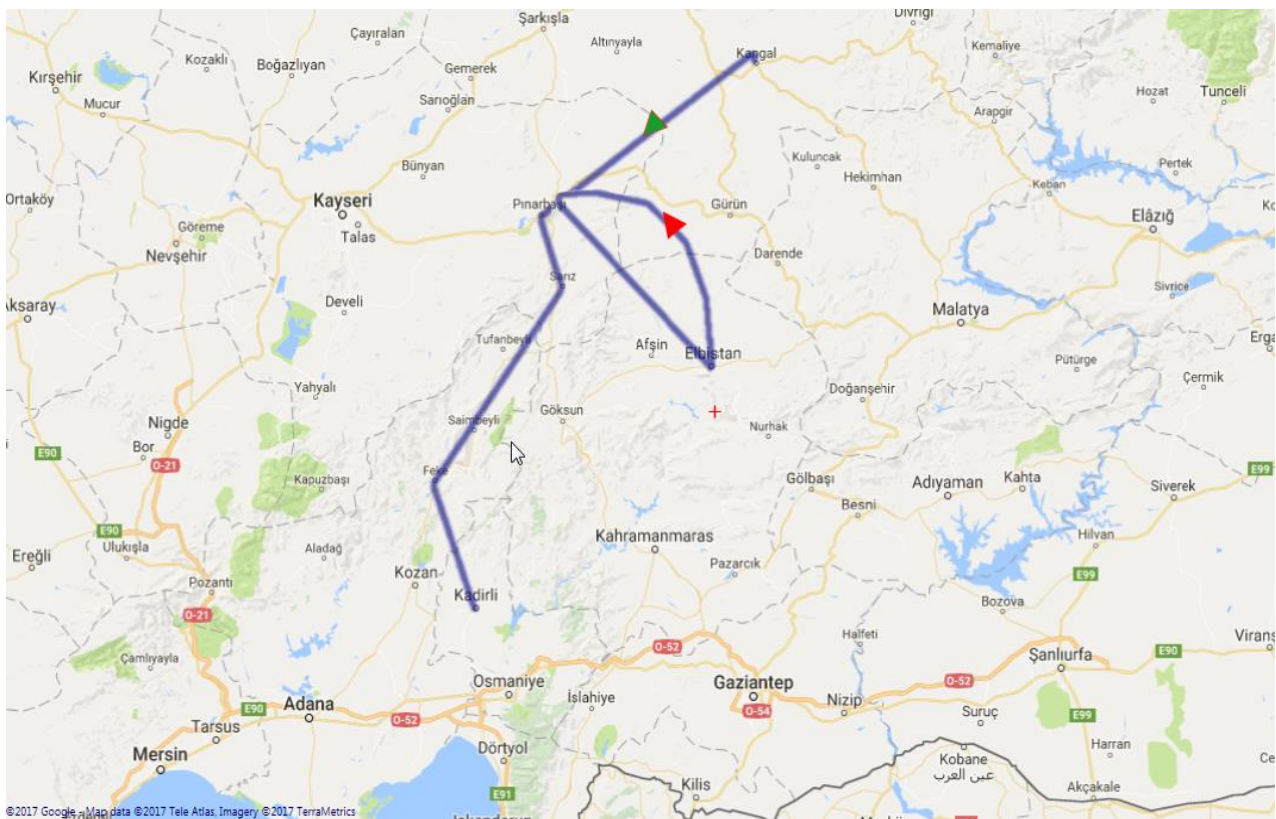 Şarkışla
Divriği
Çayıralan
Altınyayla
Kangal
Kemaliye
Kozaklı
Boğazlıyan
Gemerek
Kırşehir
Tunceli
Hozat
Mucur
Sarıoğlan
Arapgir
Kuluncak
Pertek
Bünyan
Hekimhan
Keban
Ortaköy
Kayseri
Pınarbaşı
Gürün
Elâzığ
Talas
Göreme
Nevşehir
Darende
Sarız
Sivrice
Aksaray
Develi
Malatya
Tufanbeyli
Afşin
Elbistan
Pütürge
Çermik
Yahyalı
Doğanşehir
Göksun
Saimbeyli
Nigde
Nurhak
Bor
E90
O-21
Feke
E99
Kapuzbaşı
Gölbaşı
Adıyaman
Kahta
Siverek
Besni
E90
Kahramanmaraş
Hilvan
Ereğli
Ulukışla
Aladağ
Pazarcık
Kozan
E99
Pozantı
Kadirli
Bozova
O-21
Halfeti
O-52
E90
Çamlıyayla
Şanlıurfa
Osmaniye
Gaziantep
O-52
İslahiye
Adana
E90
O-52
O-54
Nizip
Suruç
E99
Tarsus
Harran
Mersin
Dörtyol
Kobane
عين العرب
Kilis
Akçakale
E91
©2017 Google - Map data ©2017 Tele Atlas, Imagery ©2017 TerraMetrics